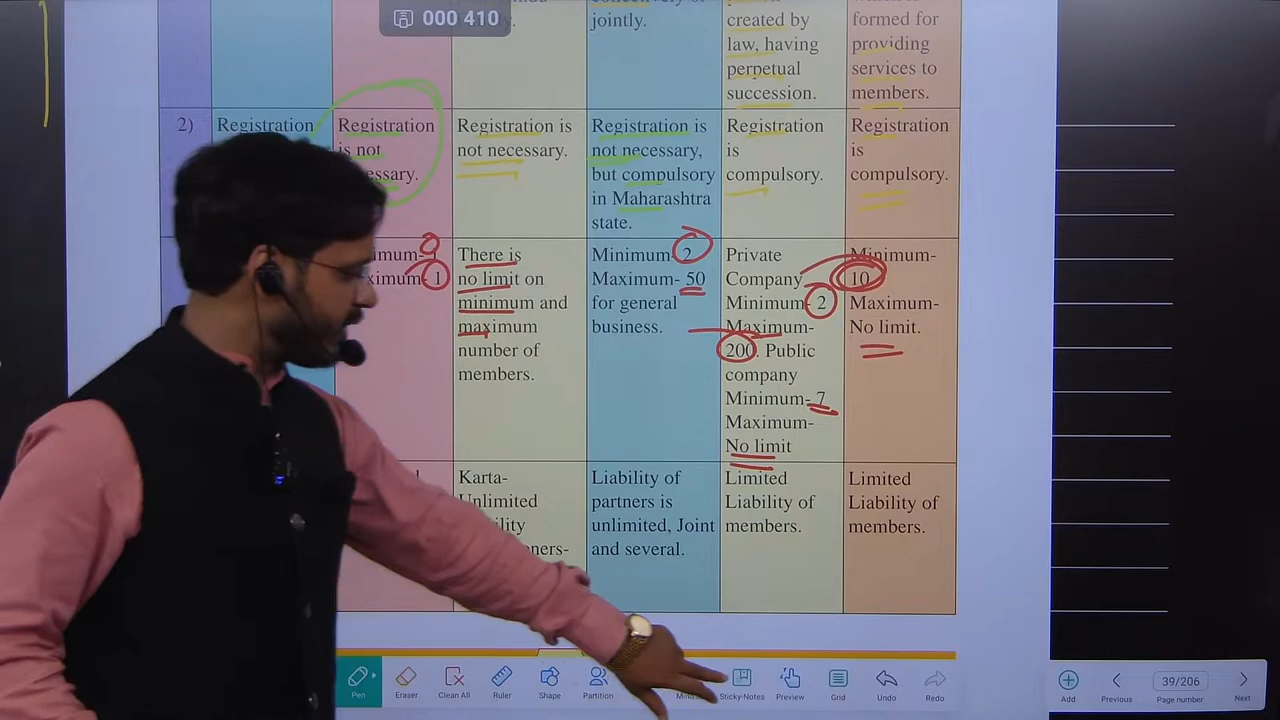 000 410
jointly.
created by
law, having
perpetual
succession.
formed for
providing
services to
members.
2)
Registration
Registration
is not
Registration is
not necessary.
Registration is
not necessary,
but compulsory
in Maharashtra
state.
Registration
is
compulsory.
Registration
is
compulsory.
There is
no limit on
minimum and
maximum
number of
members.
Minimum- 2
Maximum- 50
for general
business.
Private
Company
Minimum- 2
Maximum-
200. Public
company
Minimum- 7
Maximum-
No limit
Minimum-
10
Maximum-
No limit.
Karta-
Unlimited
Liability of
partners is
unlimited, Joint
and several.
Limited
Liability of
members.
Limited
Liability of
members.
Pen
Eraser
Clean All
Ruler
Shape
Partition
Sticky-Notes
Preview
Grid
Undo
Redo
Add
Previous
39/206
Page number
Next